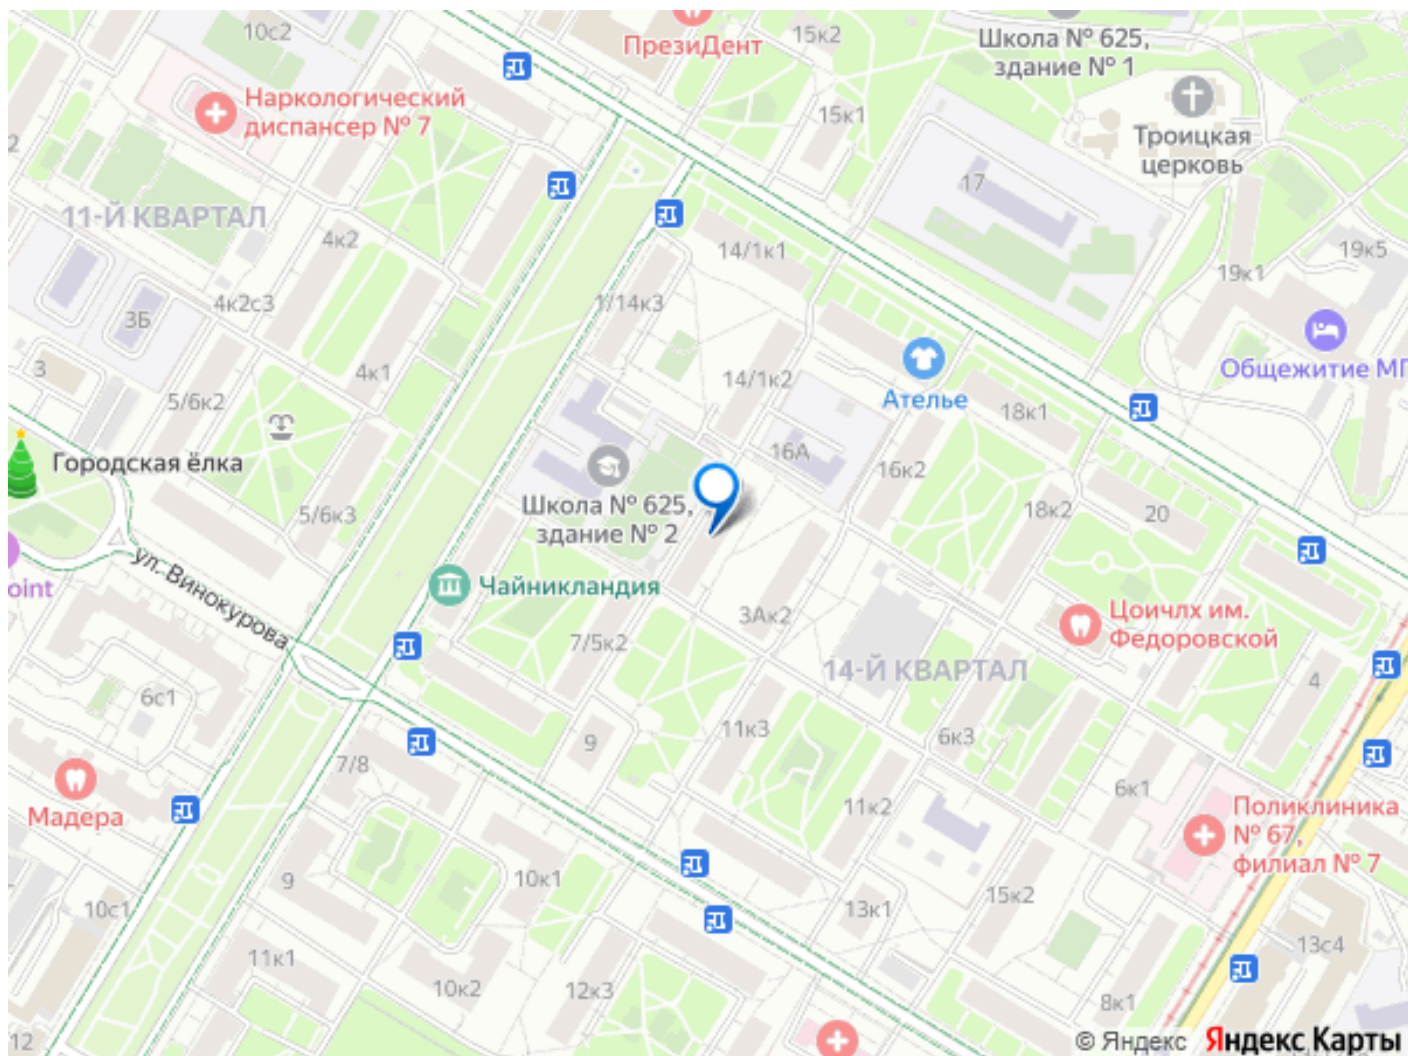 10с2
ПрезиДент
15к2
Школа № 625,
здание № 1
Наркологический
диспансер № 7
15к1
Троицкая
церковь
2
17
11-Й КВАРТАЛ
4к2
14/1к1
19к5
19к1
4к2с3
1/14к3
3Б
3
4к1
14/1к2
Общежитие МГ
5/6к2
Ателье
18к1
Городская ёлка
16А
16к2
5/6к3
Школа № 625,
здание № 2
18к2
20
ул. Винокурова
oint
Чайникландия
3Ак2
Цоичлх им.
Федоровской
7/5к2
14-Й КВАРТАЛ
4
6с1
11к3
6к3
9
7/8
6к1
Мадера
11к2
Поликлиника
№ 67,
филиал № 7
9
10к1
15к2
10с1
13к1
13с4
11к1
10к2
12к3
8к1
12
© Яндекс Яндекс Карты